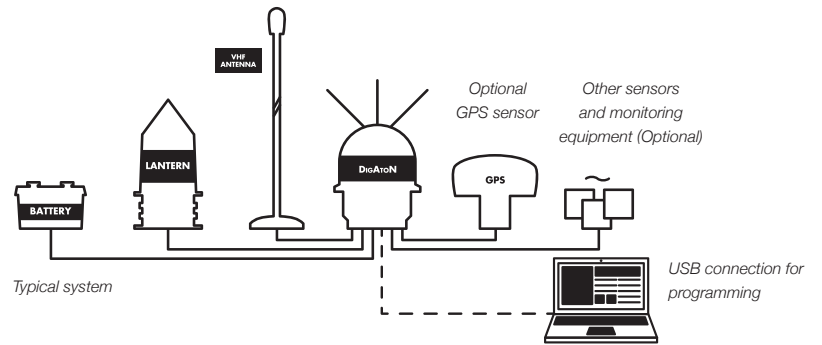 VHF
ANTENNA
Optional
GPS sensor
Other sensors
and monitoring
equipment (Optional)
LANTERN
DIGATON
GPS
BATTERY
Typical system
USB connection for
programming